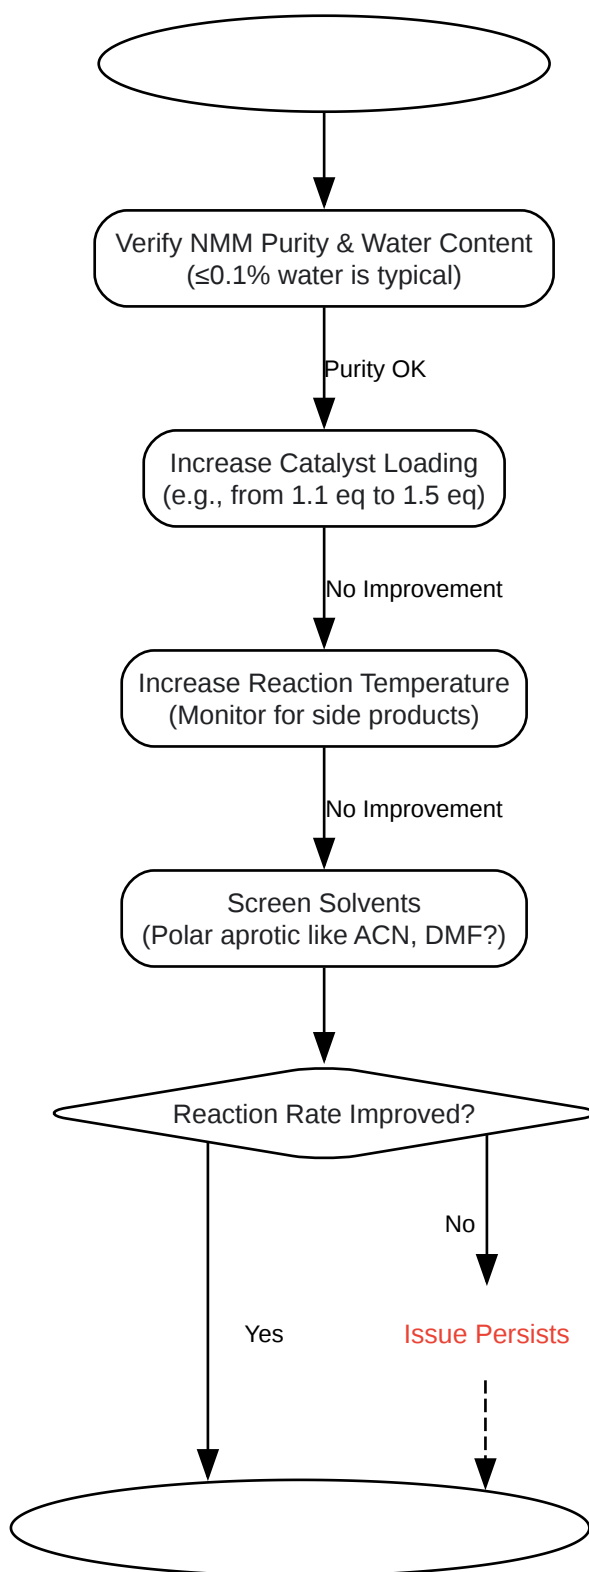 Verify NMM Purity & Water Content
(≤0.1% water is typical)
Purity OK
Increase Catalyst Loading
(e.g., from 1.1 eq to 1.5 eq)
No Improvement
Increase Reaction Temperature
(Monitor for side products)
No Improvement
Screen Solvents
(Polar aprotic like ACN, DMF?)
Reaction Rate Improved?
No
Yes
Issue Persists